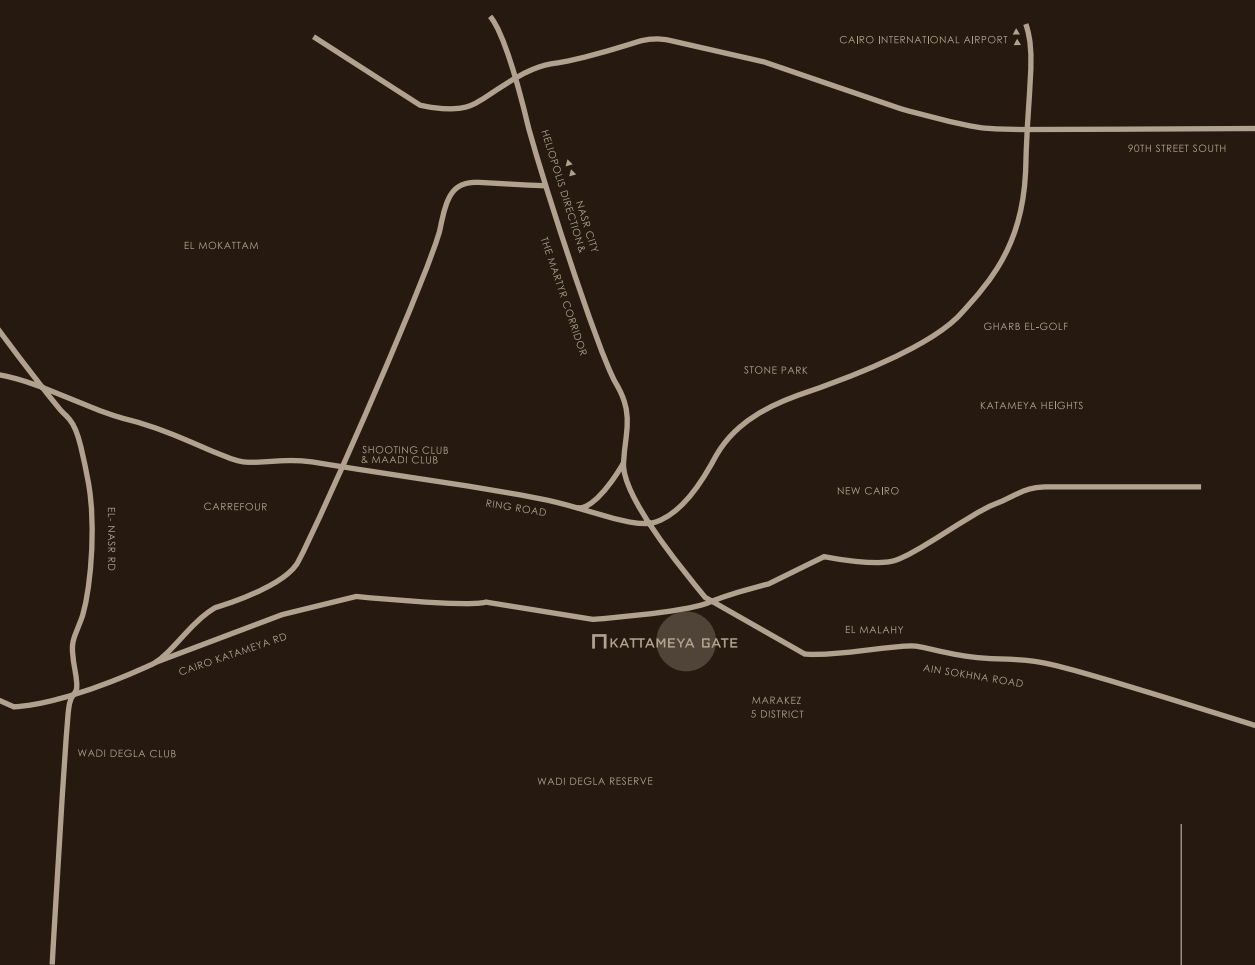 CAIRO INTERNATIONAL AIRPORT
90TH STREET SOUTH
HELIOPOLIS DIRECTION&
NASR CITY
THE MARTYR CORRIDOR
EL MOKATTAM
GHARB EL-GOLF
STONE PARK
KATAMEYA HEIGHTS
SHOOTING CLUB
& MAADI CLUB
NEW CAIRO
CARREFOUR
RING ROAD
EL- NASR RD
CAIRO KATAMEYA RD
KATTAMEYA GATE
EL MALAHY
AIN SOKHNA ROAD
MARAKEZ
5 DISTRICT
WADI DEGLA CLUB
WADI DEGLA RESERVE